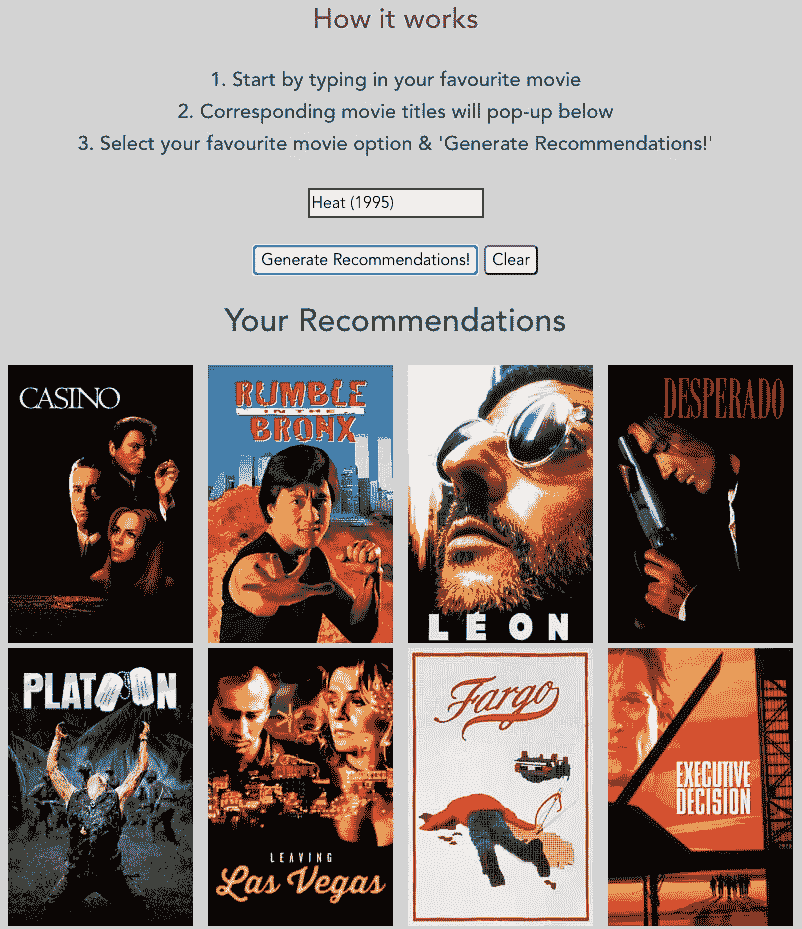 How it works
1. Start by typing in your favourite movie
2. Corresponding movie titles will pop-up below
3. Select your favourite movie option & 'Generate Recommendations!'
Heat (1995)
Generate Recommendations! Clear
Your Recommendations
CASINO
RUMBLE
IN THE
BRONX
LÉON
DESPERADO
PLATOON
LEAVING
Las Vegas
Fargo
EXECUTIVE
DECISION